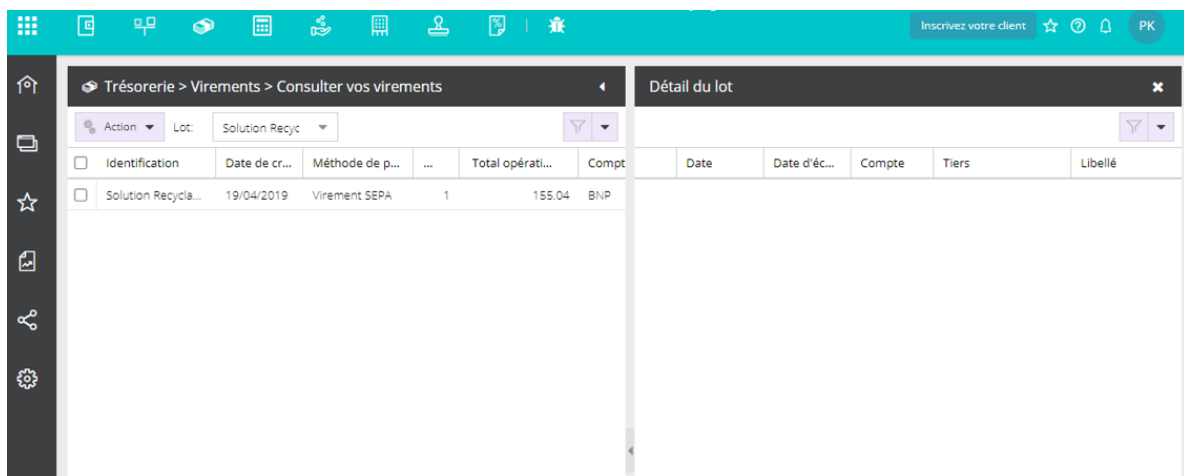 Inscrivez votre client PK
Trésorerie > Virements > Consulter vos virements
Détail du lot
Action Lot: Solution Recyc
Identification Date de cr... Méthode de p... ... Total opérati... Compt
Date Date d'éc... Compte Tiers Libellé
Solution Recycla... 19/04/2019 Virement SEPA 1 155.04 BNP